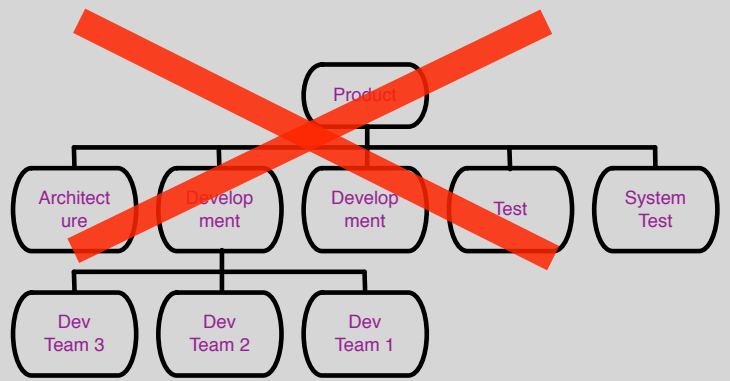 Product
Architect
ure
Develop
ment
Develop
ment
Test
System
Test
Dev
Team 3
Dev
Team 2
Dev
Team 1